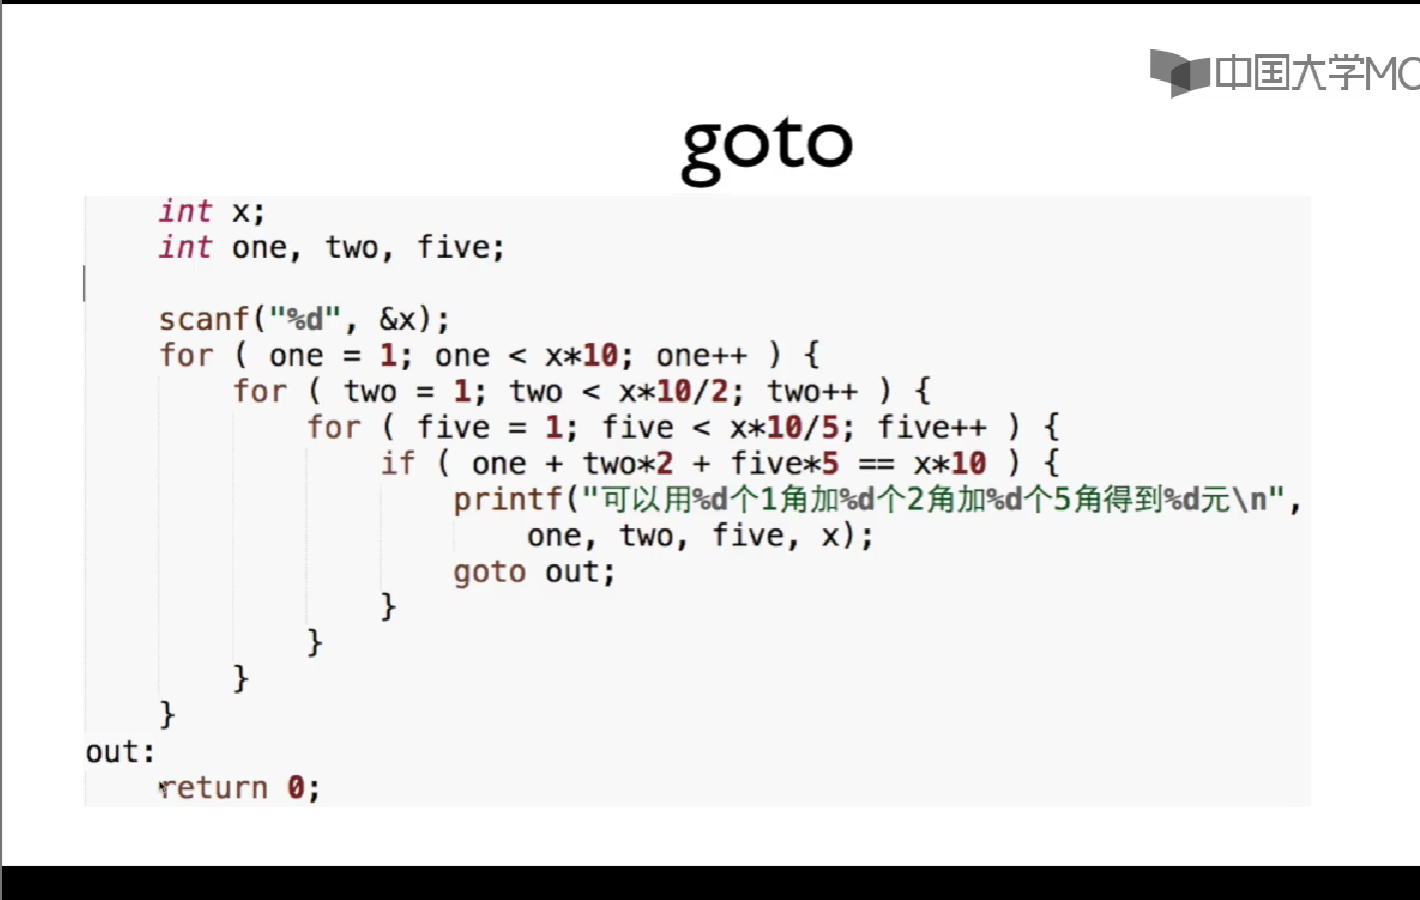 中国大学MO
goto
int x;
int one, two, five;
scanf("%d", &x);
for ( one = 1; one < x*10; one++ ) {
for ( two = 1; two < x*10/2; two++ ) {
for ( five = 1; five < x*10/5; five++ ) {
if ( one + two*2 + five*5 == x*10 ) {
printf("可以用%d个1角加%d个2角加%d个5角得到%d元\n",
one, two, five, x);
goto out;
}
}
}
}
out:
return 0;